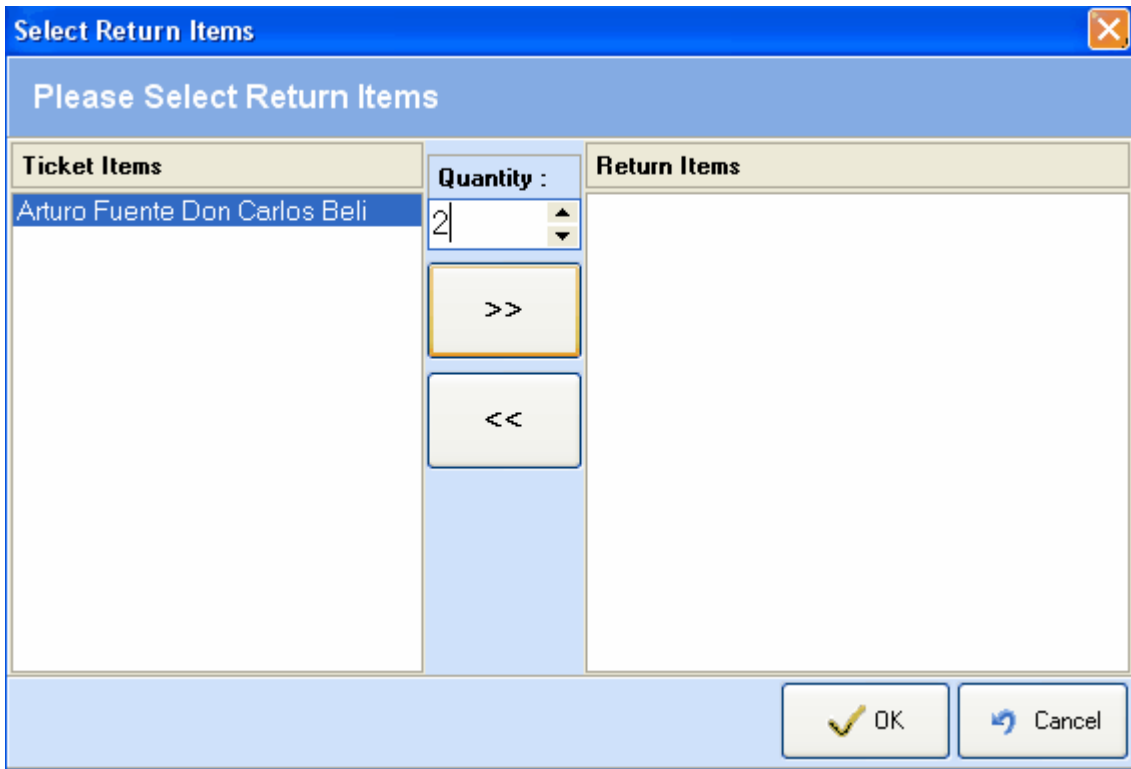 Select Return Items
Please Select Return Items
Ticket Items
Quantity :
Return Items
Arturo Fuente Don Carlos Beli
2
>>
<<
OK
Cancel